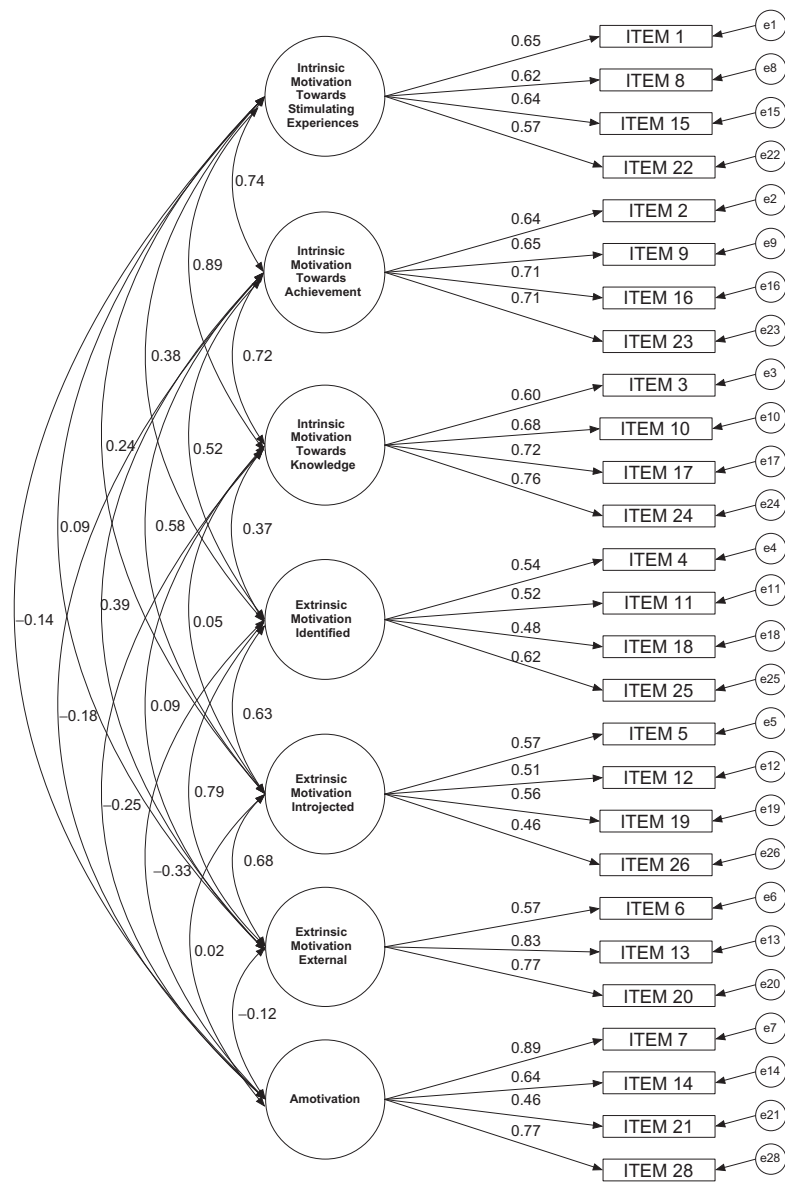 Intrinsic
Motivation
Towards
Stimulating
Experiences
0.65
ITEM 1
e1
0.62
ITEM 8
e8
0.64
ITEM 15
e15
0.57
ITEM 22
e22
0.74
Intrinsic
Motivation
Towards
Achievement
0.64
ITEM 2
e2
0.65
ITEM 9
e9
0.71
ITEM 16
e16
0.71
ITEM 23
e23
0.89
0.38
0.72
Intrinsic
Motivation
Towards
Knowledge
0.60
ITEM 3
e3
0.68
ITEM 10
e10
0.72
ITEM 17
e17
0.76
ITEM 24
e24
0.24
0.52
0.09
0.58
0.37
Extrinsic
Motivation
Identified
0.54
ITEM 4
e4
0.52
ITEM 11
e11
0.48
ITEM 18
e18
0.62
ITEM 25
e25
−0.14
0.39
0.05
−0.18
0.09
0.63
Extrinsic
Motivation
Introjected
0.57
ITEM 5
e5
0.51
ITEM 12
e12
0.56
ITEM 19
e19
0.46
ITEM 26
e26
−0.25
0.79
−0.33
0.68
Extrinsic
Motivation
External
0.57
ITEM 6
e6
0.83
ITEM 13
e13
0.77
ITEM 20
e20
0.02
−0.12
Amotivation
0.89
ITEM 7
e7
0.64
ITEM 14
e14
0.46
ITEM 21
e21
0.77
ITEM 28
e28